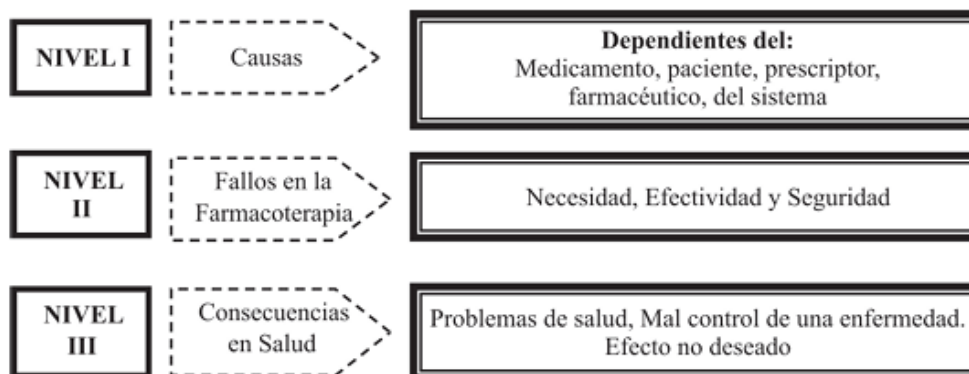 NIVEL I
Causas
Dependientes del:
Medicamento, paciente, prescriptor,
farmacéutico, del sistema
NIVEL
II
Fallos en la
Farmacoterapia
Necesidad, Efectividad y Seguridad
NIVEL
III
Consecuencias
en Salud
Problemas de salud, Mal control de una enfermedad.
Efecto no deseado